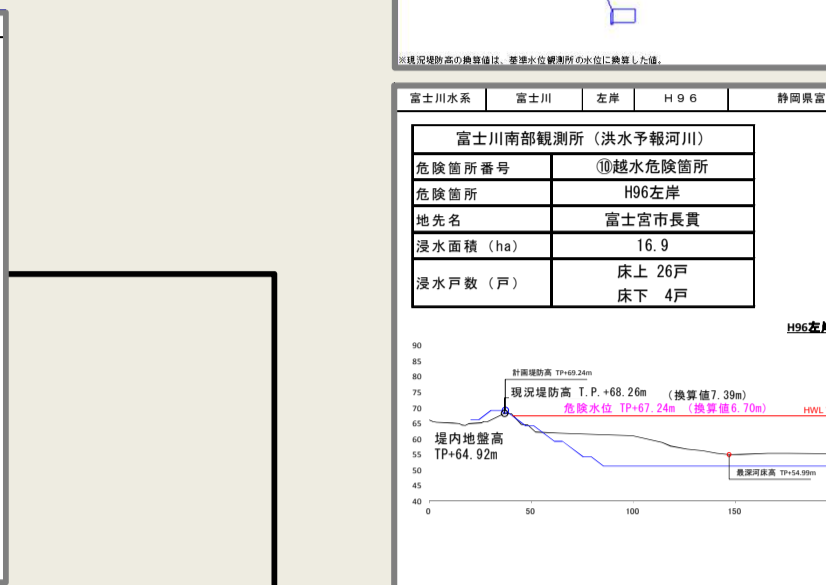 ※現況堤防高の換算値は、基準水位観測所の水位に換算した値。
富士川水系 富士川 左岸 H96 静岡県富
富士川南部観測所（洪水予報河川）
危険箇所番号 ⑩越水危険箇所
危険箇所 H96左岸
地先名 富士宮市長貫
浸水面積（ha） 16.9
浸水戸数（戸） 床上 26戸
床下 4戸
H96左岸
90
85
80
75
70
65
60
55
50
45
40
計画堤防高 TP+69.24m
現況堤防高 T.P.+68.26m （換算値7.39m）
危険水位 TP+67.24m （換算値6.70m）
HWL
堤内地盤高
TP+64.92m
最深河床高 TP+54.99m
0 50 100 150